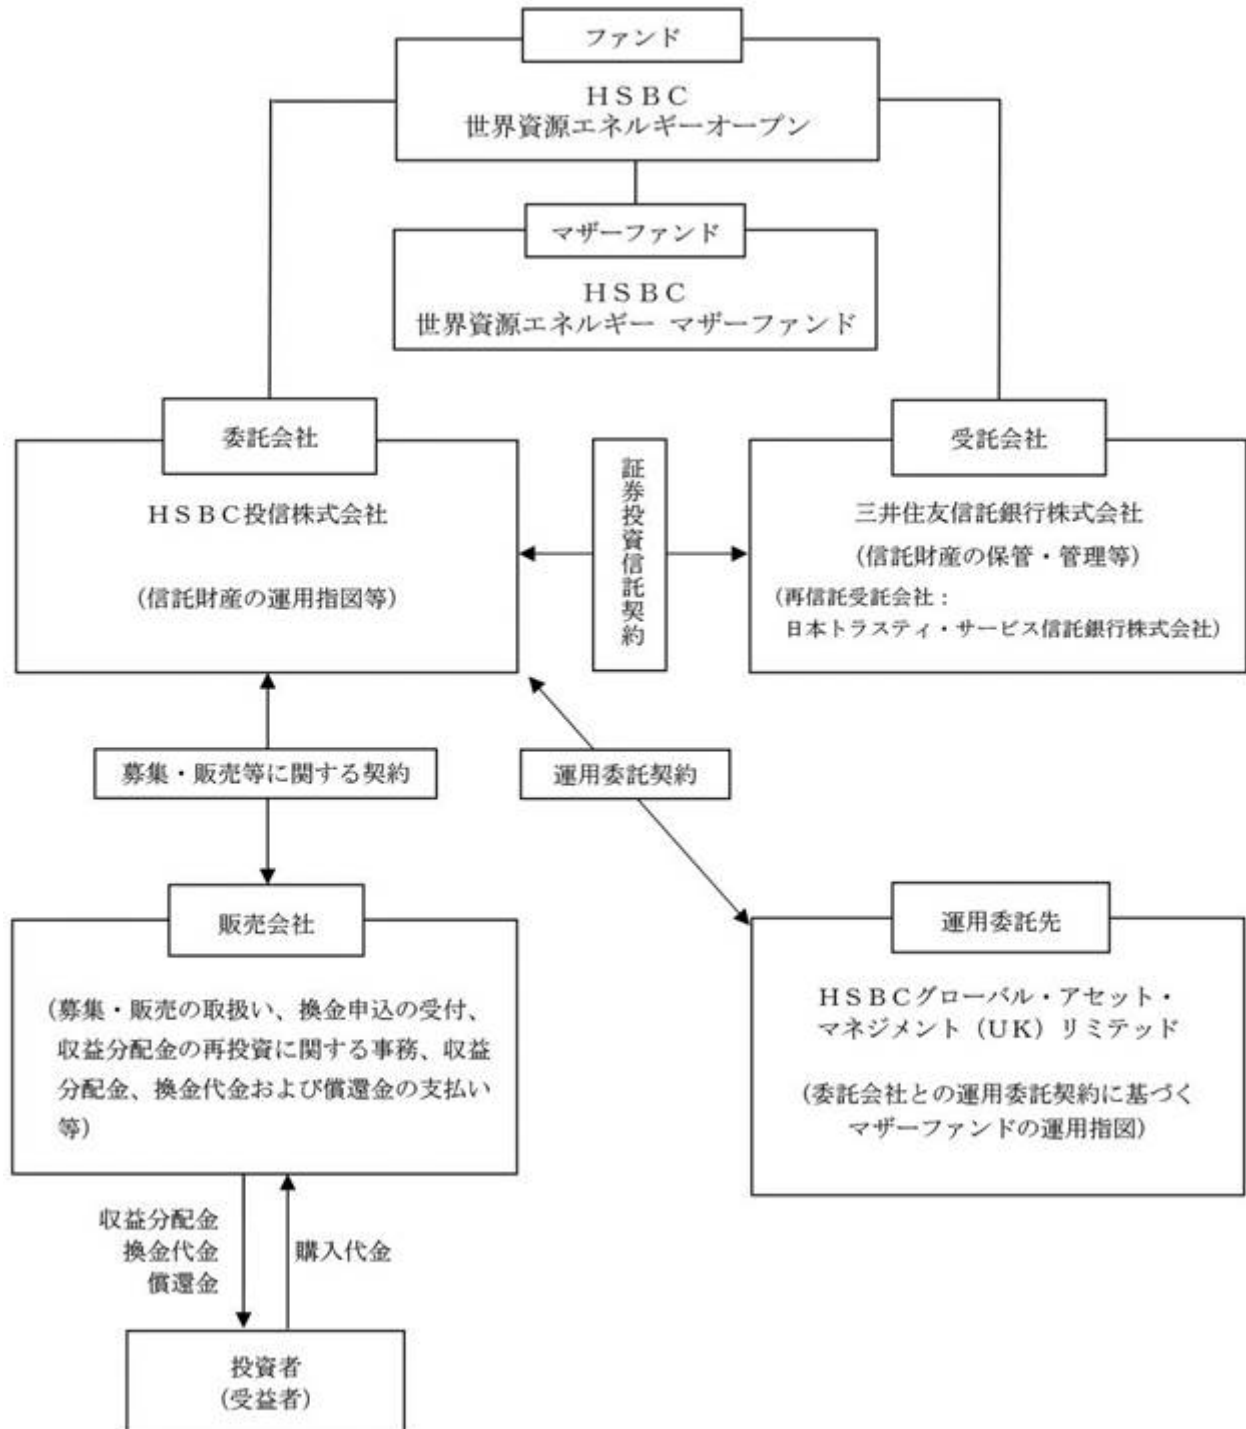 ファンド
HSBC
世界資源エネルギーオープン
マザーファンド
HSBC
世界資源エネルギー マザーファンド
委託会社
HSBC投信株式会社
(信託財産の運用指図等)
証券投資信託契約
受託会社
三井住友信託銀行株式会社
(信託財産の保管・管理等)
(再信託受託会社:
日本トラスティ・サービス信託銀行株式会社)
募集・販売等に関する契約
運用委託契約
販売会社
(募集・販売の取扱い、換金申込の受付、
収益分配金の再投資に関する事務、収益
分配金、換金代金および償還金の支払い
等)
運用委託先
HSBCグローバル・アセット・
マネジメント(UK)リミテッド
(委託会社との運用委託契約に基づく
マザーファンドの運用指図)
収益分配金
換金代金
償還金
購入代金
投資者
(受益者)